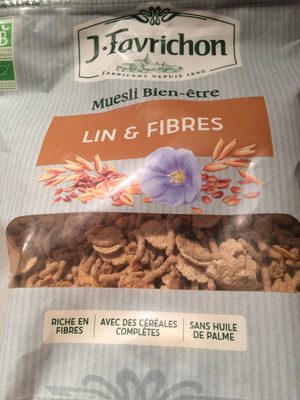 AB
J.Favrichon
FABRICANT DEPUIS 1890
Muesli Bien-être
LIN & FIBRES
RICHE EN
FIBRES
AVEC DES CÉRÉALES
COMPLÈTES
SANS HUILE
DE PALME